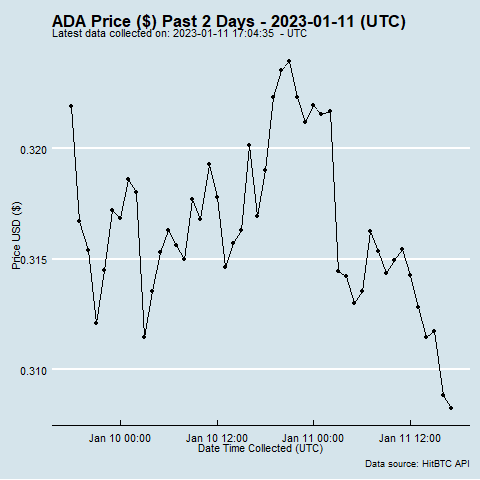 ADA Price ($) Past 2 Days - 2023-01-11 (UTC)
Latest data collected on: 2023-01-11 17:04:35  - UTC
0.320
0.315
0.310
Price USD ($)
Jan 10 00:00
Jan 10 12:00
Jan 11 00:00
Jan 11 12:00
Date Time Collected (UTC)
Data source: HitBTC API